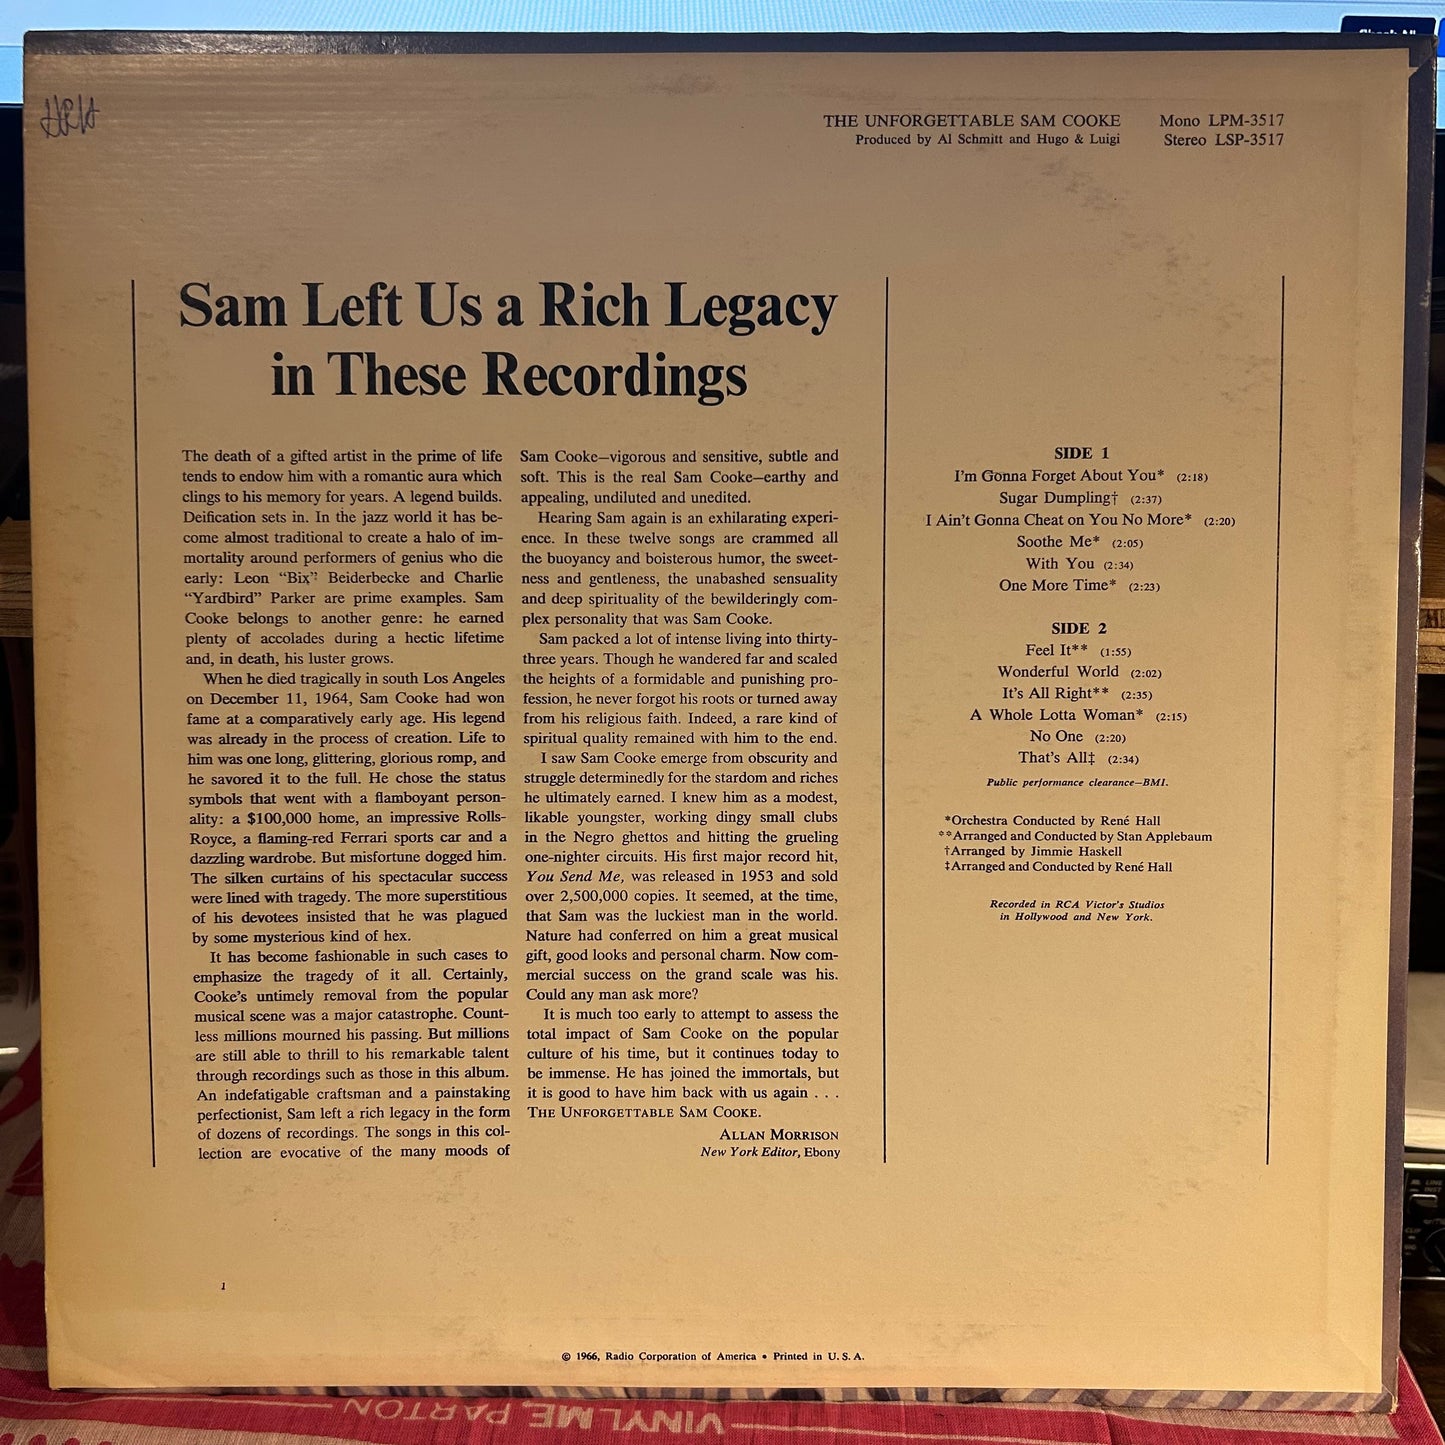 THE UNFORGETTABLE SAM COOKE Mono LPM-3517
Produced by Al Schmitt and Hugo & Luigi Stereo LSP-3517
Sam Left Us a Rich Legacy
in These Recordings
The death of a gifted artist in the prime of life
tends to endow him with a romantic aura which
clings to his memory for years. A legend builds.
Deification sets in. In the jazz world it has be-
come almost traditional to create a halo of im-
mortality around performers of genius who die
early: Leon “Bix” Beiderbecke and Charlie
“Yardbird” Parker are prime examples. Sam
Cooke belongs to another genre: he earned
plenty of accolades during a hectic lifetime
and, in death, his luster grows.
When he died tragically in south Los Angeles
on December 11, 1964, Sam Cooke had won
fame at a comparatively early age. His legend
was already in the process of creation. Life to
him was one long, glittering, glorious romp, and
he savored it to the full. He chose the status
symbols that went with a flamboyant person-
ality: a $100,000 home, an impressive Rolls-
Royce, a flaming-red Ferrari sports car and a
dazzling wardrobe. But misfortune dogged him.
The silken curtains of his spectacular success
were lined with tragedy. The more superstitious
of his devotees insisted that he was plagued
by some mysterious kind of hex.
It has become fashionable in such cases to
emphasize the tragedy of it all. Certainly,
Cooke’s untimely removal from the popular
musical scene was a major catastrophe. Count-
less millions mourned his passing. But millions
are still able to thrill to his remarkable talent
through recordings such as those in this album.
An indefatigable craftsman and a painstaking
perfectionist, Sam left a rich legacy in the form
of dozens of recordings. The songs in this col-
lection are evocative of the many moods of
Sam Cooke—vigorous and sensitive, subtle and
soft. This is the real Sam Cooke—earthy and
appealing, undiluted and unedited.
Hearing Sam again is an exhilarating experi-
ence. In these twelve songs are crammed all
the buoyancy and boisterous humor, the sweet-
ness and gentleness, the unabashed sensuality
and deep spirituality of the bewilderingly com-
plex personality that was Sam Cooke.
Sam packed a lot of intense living into thirty-
three years. Though he wandered far and scaled
the heights of a formidable and punishing pro-
fession, he never forgot his roots or turned away
from his religious faith. Indeed, a rare kind of
spiritual quality remained with him to the end.
I saw Sam Cooke emerge from obscurity and
struggle determinedly for the stardom and riches
he ultimately earned. I knew him as a modest,
likable youngster, working dingy small clubs
in the Negro ghettos and hitting the grueling
one-nighter circuits. His first major record hit,
You Send Me, was released in 1953 and sold
over 2,500,000 copies. It seemed, at the time,
that Sam was the luckiest man in the world.
Nature had conferred on him a great musical
gift, good looks and personal charm. Now com-
mercial success on the grand scale was his.
Could any man ask more?
It is much too early to attempt to assess the
total impact of Sam Cooke on the popular
culture of his time, but it continues today to
be immense. He has joined the immortals, but
it is good to have him back with us again . . .
THE UNFORGETTABLE SAM COOKE.
ALLAN MORRISON
New York Editor, Ebony
SIDE 1
I’m Gonna Forget About You* (2:18)
Sugar Dumpling† (2:37)
I Ain’t Gonna Cheat on You No More* (2:20)
Soothe Me* (2:05)
With You (2:34)
One More Time* (2:23)
SIDE 2
Feel It** (1:55)
Wonderful World (2:02)
It’s All Right** (2:35)
A Whole Lotta Woman* (2:15)
No One (2:20)
That’s All‡ (2:34)
Public performance clearance—BMI.
*Orchestra Conducted by René Hall
**Arranged and Conducted by Stan Applebaum
†Arranged by Jimmie Haskell
‡Arranged and Conducted by René Hall
Recorded in RCA Victor’s Studios
in Hollywood and New York.
1
© 1966, Radio Corporation of America • Printed in U. S. A.
VINYL ME, PARTON
LINE
INST